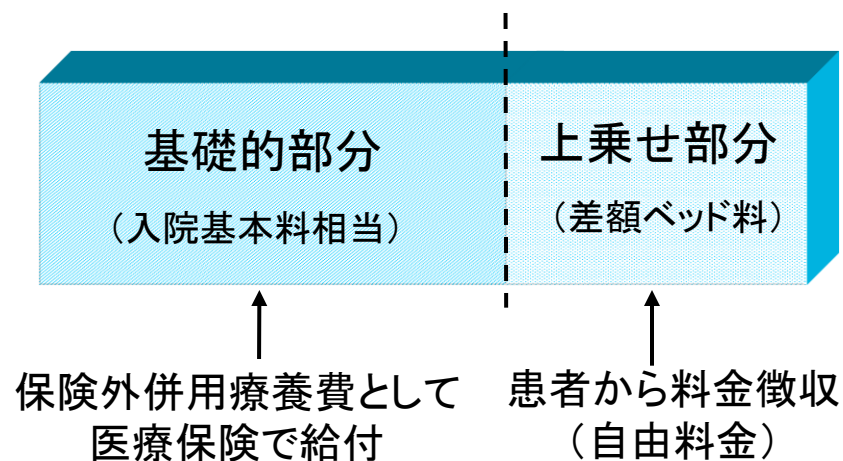 基礎的部分
（入院基本料相当）
上乗せ部分
（差額ベッド料）
保険外併用療養費として
医療保険で給付
患者から料金徴収
（自由料金）